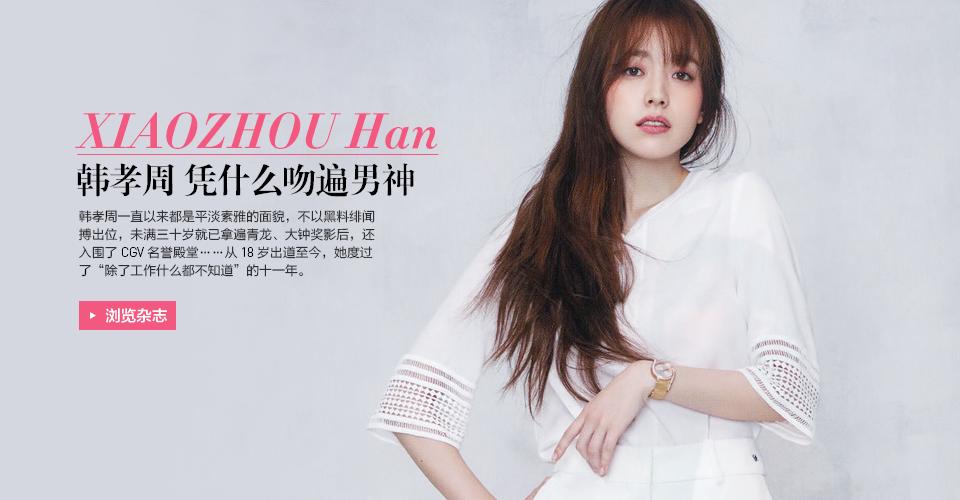 XIAOZHOU Han
韩孝周 凭什么吻遍男神
韩孝周一直以来都是平淡素雅的面貌，不以黑料绯闻
搏出位，未满三十岁就已拿遍青龙、大钟奖影后，还
入围了 CGV 名誉殿堂……从 18 岁出道至今，她度过
了“除了工作什么都不知道”的十一年。
浏览杂志